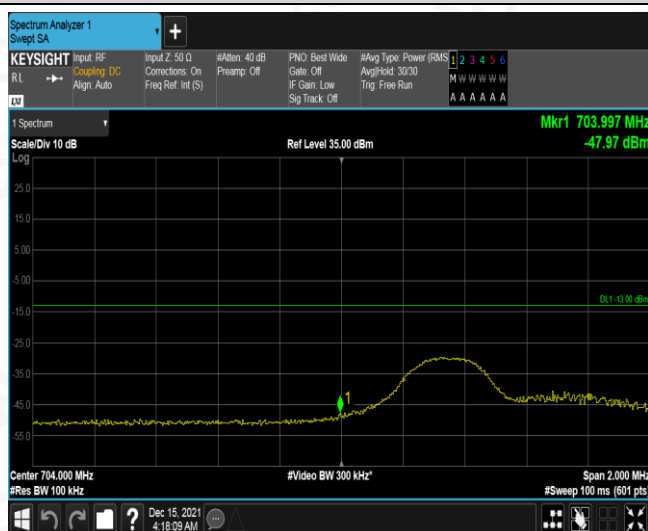 Spectrum Analyzer 1
Swept SA
+
KEYSIGHT
RL
Input: RF
Coupling: DC
Align: Auto
Input Z: 50 Ω
Corrections: On
Freq Ref: Int (S)
#Atten: 40 dB
Preamp: Off
PNO: Best Wide
Gate: Off
IF Gain: Low
Sig Track: Off
#Avg Type: Power (RMS
Avg|Hold: 30/30
Trig: Free Run
1 2 3 4 5 6
M W W W W W
A A A A A A
LXI
1 Spectrum
Mkr1 703.997 MHz
-47.97 dBm
Scale/Div 10 dB
Ref Level 35.00 dBm
Log
25.0
15.0
5.00
-5.00
DL1 -13.00 dBm
-15.0
-25.0
-35.0
-45.0
1
-55.0
Center 704.000 MHz
#Video BW 300 kHz*
Span 2.000 MHz
#Res BW 100 kHz
#Sweep 100 ms (601 pts)
?
Dec 15, 2021
4:18:09 AM